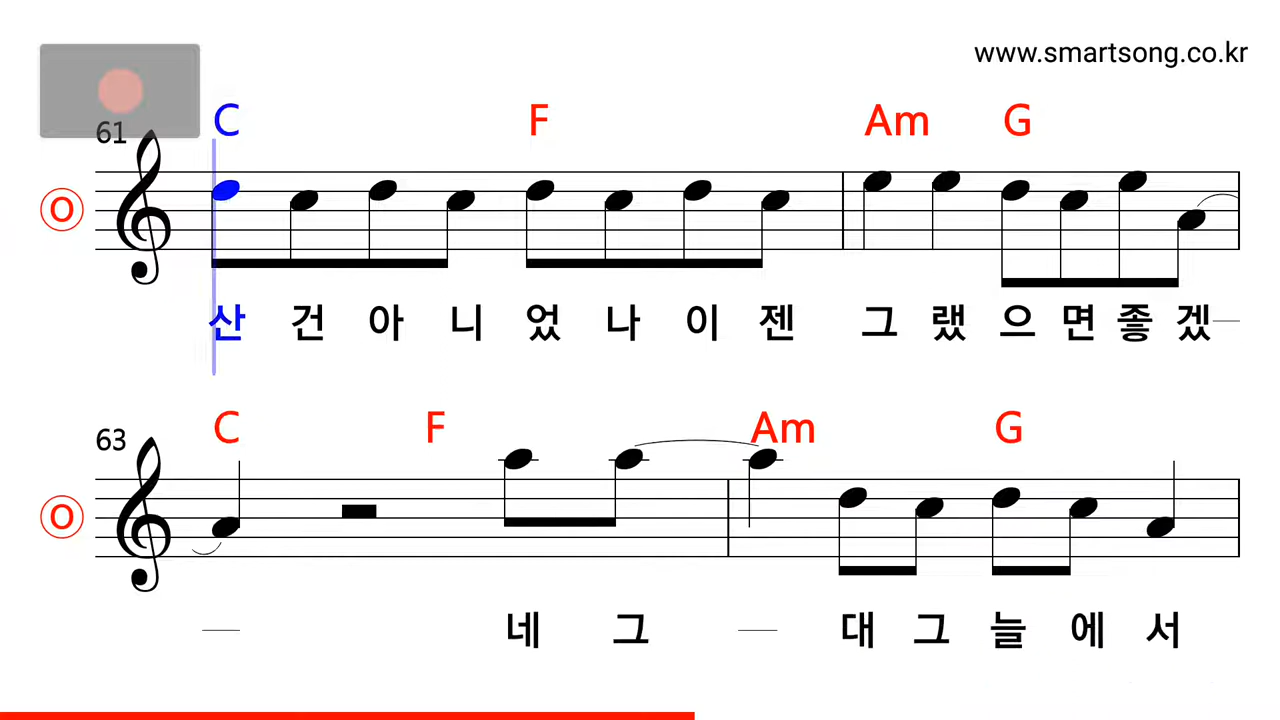 www.smartsong.co.kr
61 C F Am G
O
산 건 아 니 었 나 이 젠 그 랬 으 면 좋 겠
63 C F Am G
O
네 그 대 그 늘 에 서